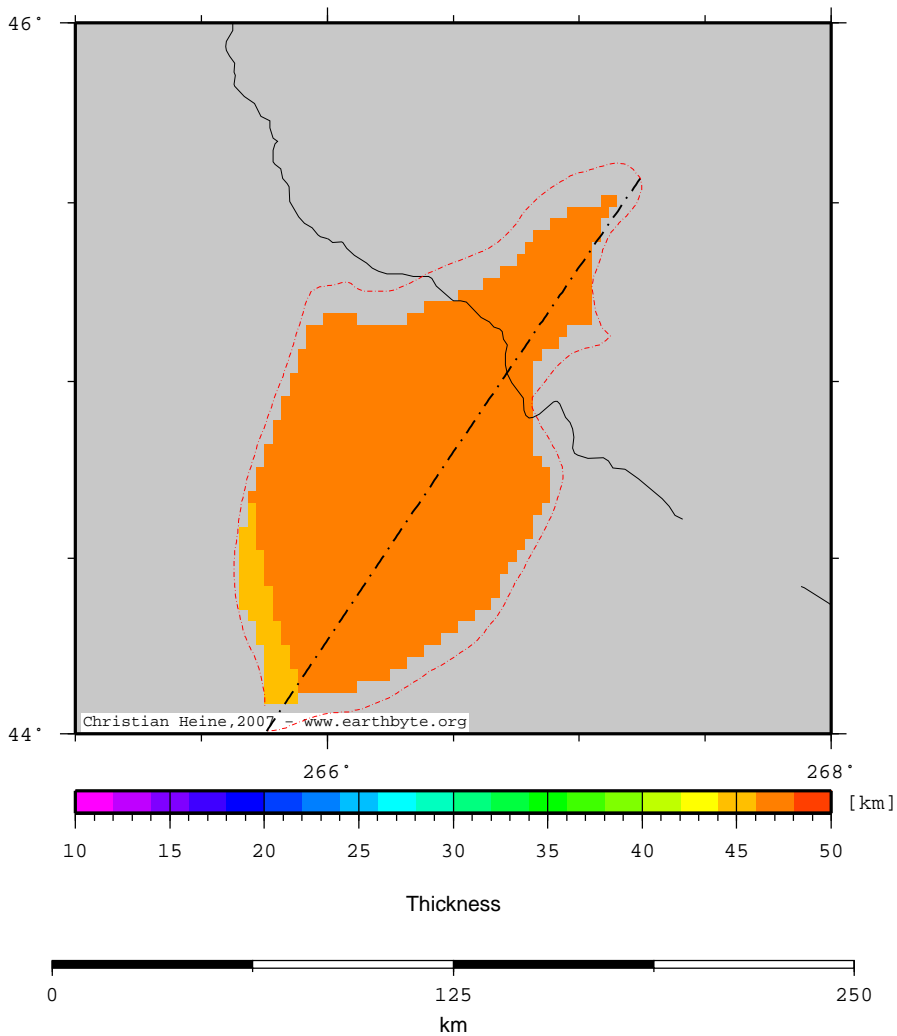 46°
Christian Heine,2007 - www.earthbyte.org
44°
266° 268°
[km]
10 15 20 25 30 35 40 45 50
Thickness
0 125 250
km